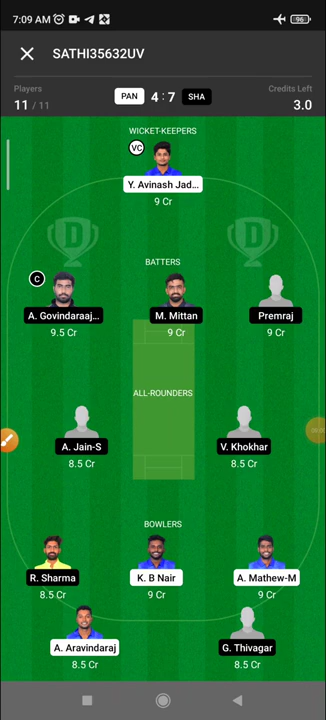 7:09 AM
96
SATHI35632UV
Players
Credits Left
11 / 11
PAN 4 : 7 SHA
3.0
WICKET-KEEPERS
VC
Y. Avinash Jad...
9 Cr
BATTERS
C
A. Govindaraaj... M. Mittan Premraj
9.5 Cr 9 Cr 9 Cr
ALL-ROUNDERS
A. Jain-S V. Khokhar
8.5 Cr 8.5 Cr
BOWLERS
R. Sharma K. B Nair A. Mathew-M
8.5 Cr 9 Cr 9 Cr
A. Aravindaraj G. Thivagar
8.5 Cr 8.5 Cr